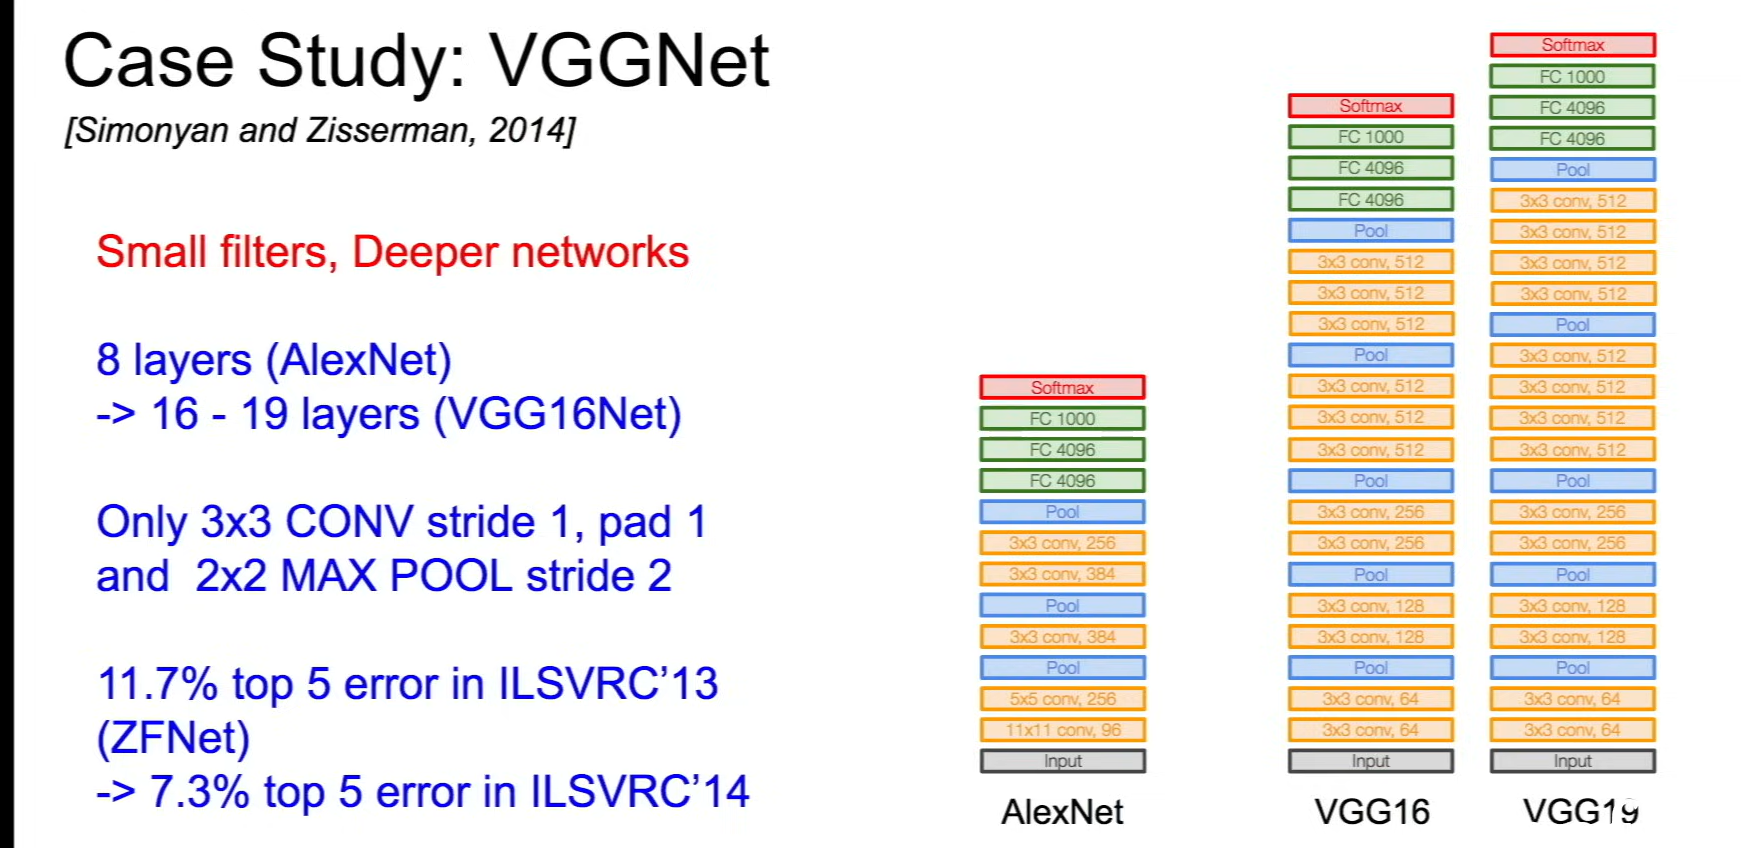 Case Study: VGGNet
[Simonyan and Zisserman, 2014]
Small filters, Deeper networks
8 layers (AlexNet)
-> 16 - 19 layers (VGG16Net)
Only 3x3 CONV stride 1, pad 1
and 2x2 MAX POOL stride 2
11.7% top 5 error in ILSVRC’13
(ZFNet)
-> 7.3% top 5 error in ILSVRC’14
Softmax
FC 1000
FC 4096
FC 4096
Pool
3x3 conv, 256
3x3 conv, 384
Pool
3x3 conv, 384
Pool
5x5 conv, 256
11x11 conv, 96
Input
AlexNet
Softmax
FC 1000
FC 4096
FC 4096
Pool
3x3 conv, 512
3x3 conv, 512
3x3 conv, 512
Pool
3x3 conv, 512
3x3 conv, 512
3x3 conv, 512
Pool
3x3 conv, 256
3x3 conv, 256
Pool
3x3 conv, 128
3x3 conv, 128
Pool
3x3 conv, 64
3x3 conv, 64
Input
VGG16
Softmax
FC 1000
FC 4096
FC 4096
Pool
3x3 conv, 512
3x3 conv, 512
3x3 conv, 512
3x3 conv, 512
Pool
3x3 conv, 512
3x3 conv, 512
3x3 conv, 512
3x3 conv, 512
Pool
3x3 conv, 256
3x3 conv, 256
Pool
3x3 conv, 128
3x3 conv, 128
Pool
3x3 conv, 64
3x3 conv, 64
Input
VGG19